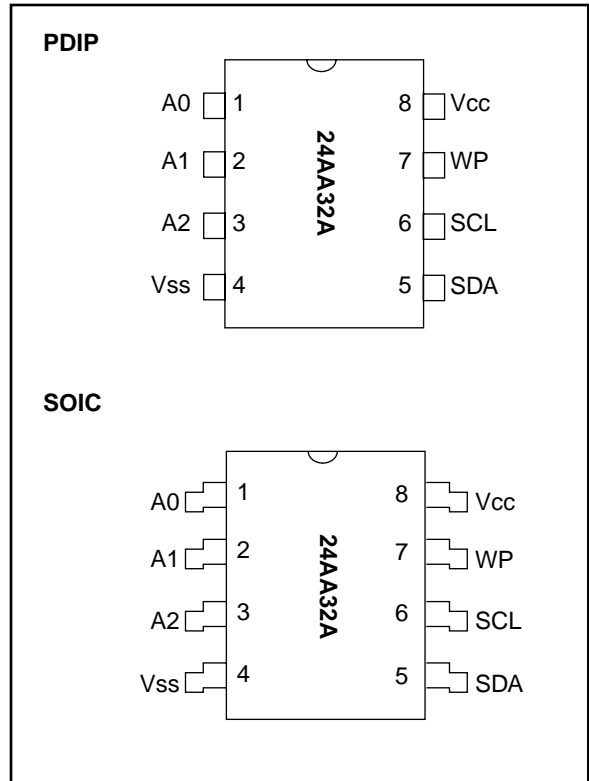 PDIP
A0 1 8 Vcc
A1 2 7 WP
A2 3 6 SCL
Vss 4 5 SDA
24AA32A
SOIC
A0 1 8 Vcc
A1 2 7 WP
A2 3 6 SCL
Vss 4 5 SDA
24AA32A